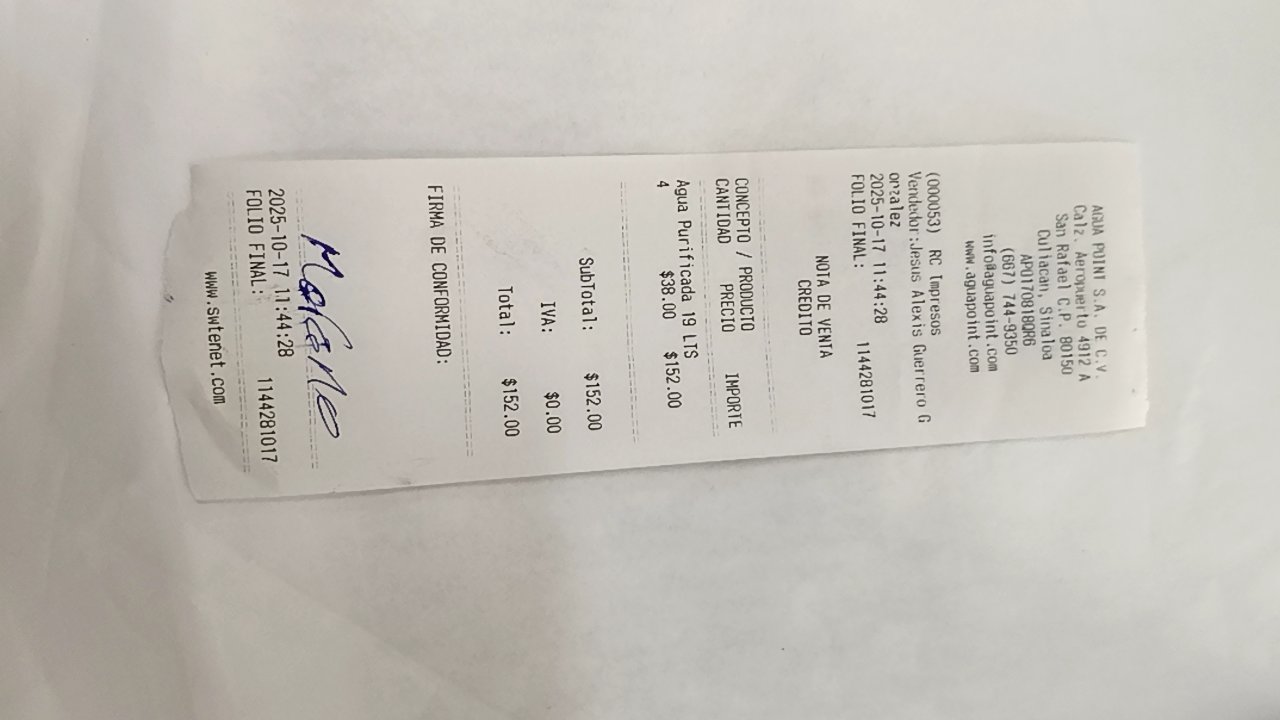 AGUA POINT S.A. DE C.V.
Calz. Aeropuerto 4912 A
San Rafael C.P. 80150
Culiacan, Sinaloa
APO170818QR6
(667) 744-9350
info@aguapoint.com
www.aguapoint.com
(000053) RC Impresos
Vendedor:Jesus Alexis Guerrero G
onzalez
2025-10-17 11:44:28
FOLIO FINAL: 1144281017
NOTA DE VENTA
CREDITO
CONCEPTO / PRODUCTO
CANTIDAD PRECIO IMPORTE
Agua Purificada 19 LTS
4 $38.00 $152.00
SubTotal: $152.00
IVA: $0.00
Total: $152.00
FIRMA DE CONFORMIDAD:
2025-10-17 11:44:28
FOLIO FINAL: 1144281017
www.swtenet.com